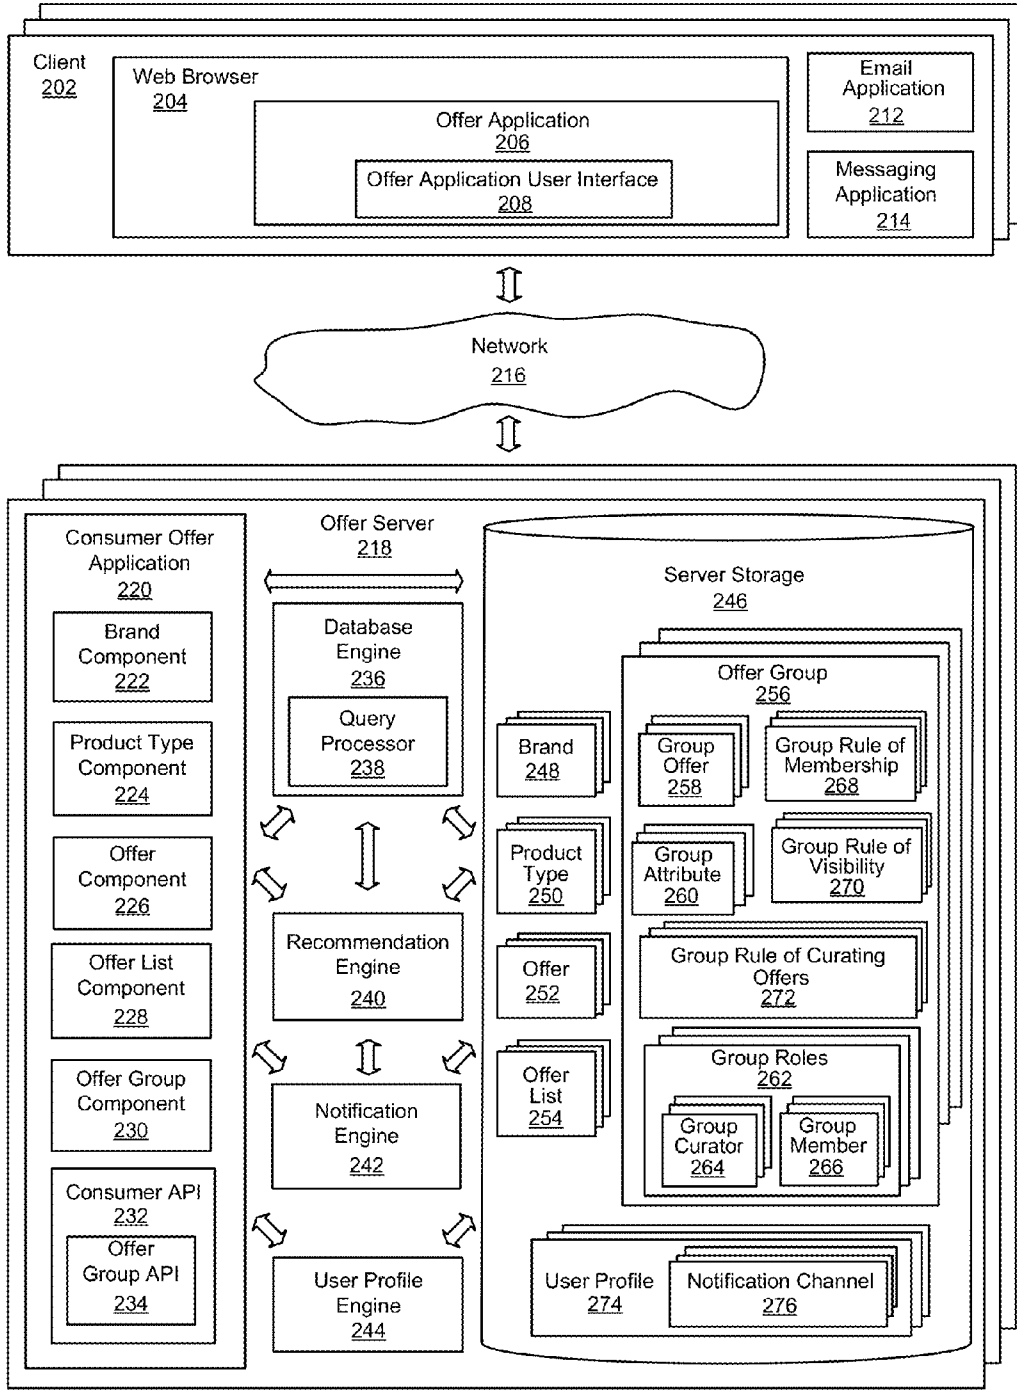 Client
202
Web Browser
204
Offer Application
206
Offer Application User Interface
208
Email
Application
212
Messaging
Application
214
Network
216
Offer Server
218
Consumer Offer
Application
220
Brand
Component
222
Product Type
Component
224
Offer
Component
226
Offer List
Component
228
Offer Group
Component
230
Consumer API
232
Offer
Group API
234
Database
Engine
236
Query
Processor
238
Recommendation
Engine
240
Notification
Engine
242
User Profile
Engine
244
Server Storage
246
Brand
248
Product
Type
250
Offer
252
Offer
List
254
Offer Group
256
Group
Offer
258
Group Rule of
Membership
268
Group
Attribute
260
Group Rule of
Visibility
270
Group Rule of Curating
Offers
272
Group Roles
262
Group
Curator
264
Group
Member
266
User Profile
274
Notification Channel
276